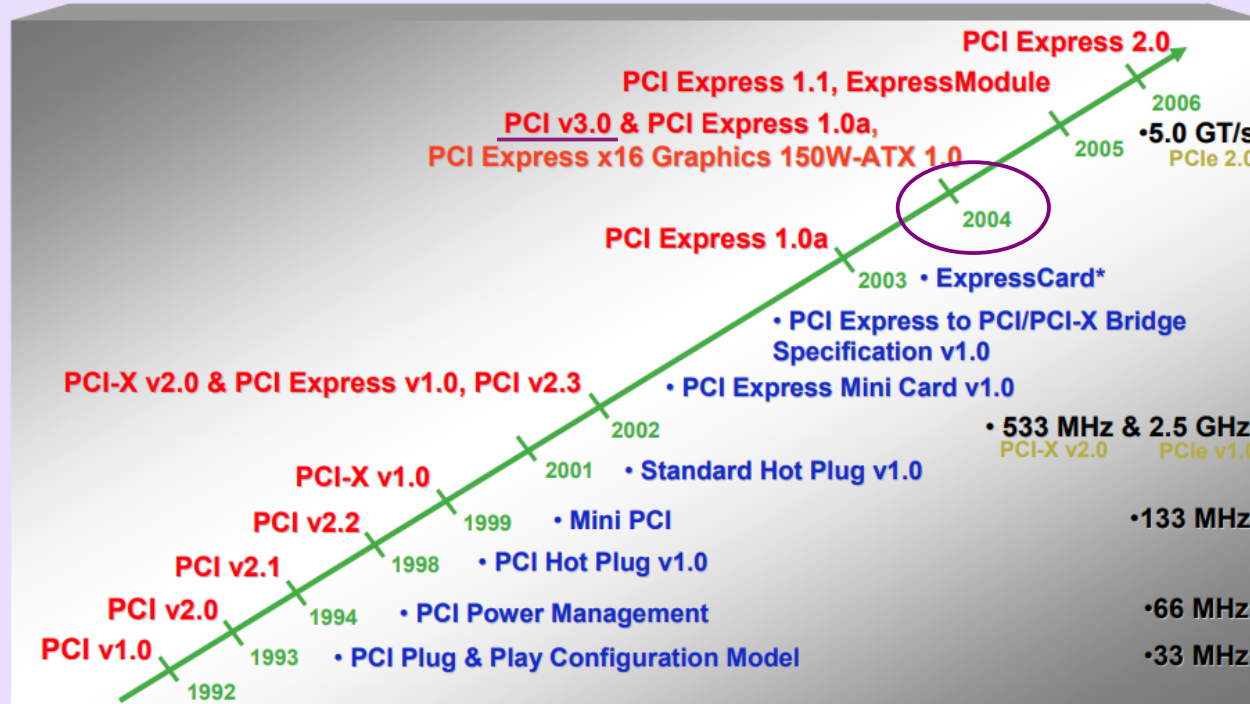 PCI Express 2.0
PCI Express 1.1, ExpressModule
2006
PCI v3.0 & PCI Express 1.0a,
•5.0 GT/s
2005
PCI Express x16 Graphics 150W-ATX 1.0
PCIe 2.0
2004
PCI Express 1.0a
2003
• ExpressCard*
• PCI Express to PCI/PCI-X Bridge
Specification v1.0
PCI-X v2.0 & PCI Express v1.0, PCI v2.3
• PCI Express Mini Card v1.0
2002
• 533 MHz & 2.5 GHz
PCI-X v2.0 PCIe v1.0
2001
• Standard Hot Plug v1.0
PCI-X v1.0
1999
• Mini PCI
•133 MHz
PCI v2.2
1998
• PCI Hot Plug v1.0
PCI v2.1
1994
• PCI Power Management
•66 MHz
PCI v2.0
1993
• PCI Plug & Play Configuration Model
•33 MHz
PCI v1.0
1992